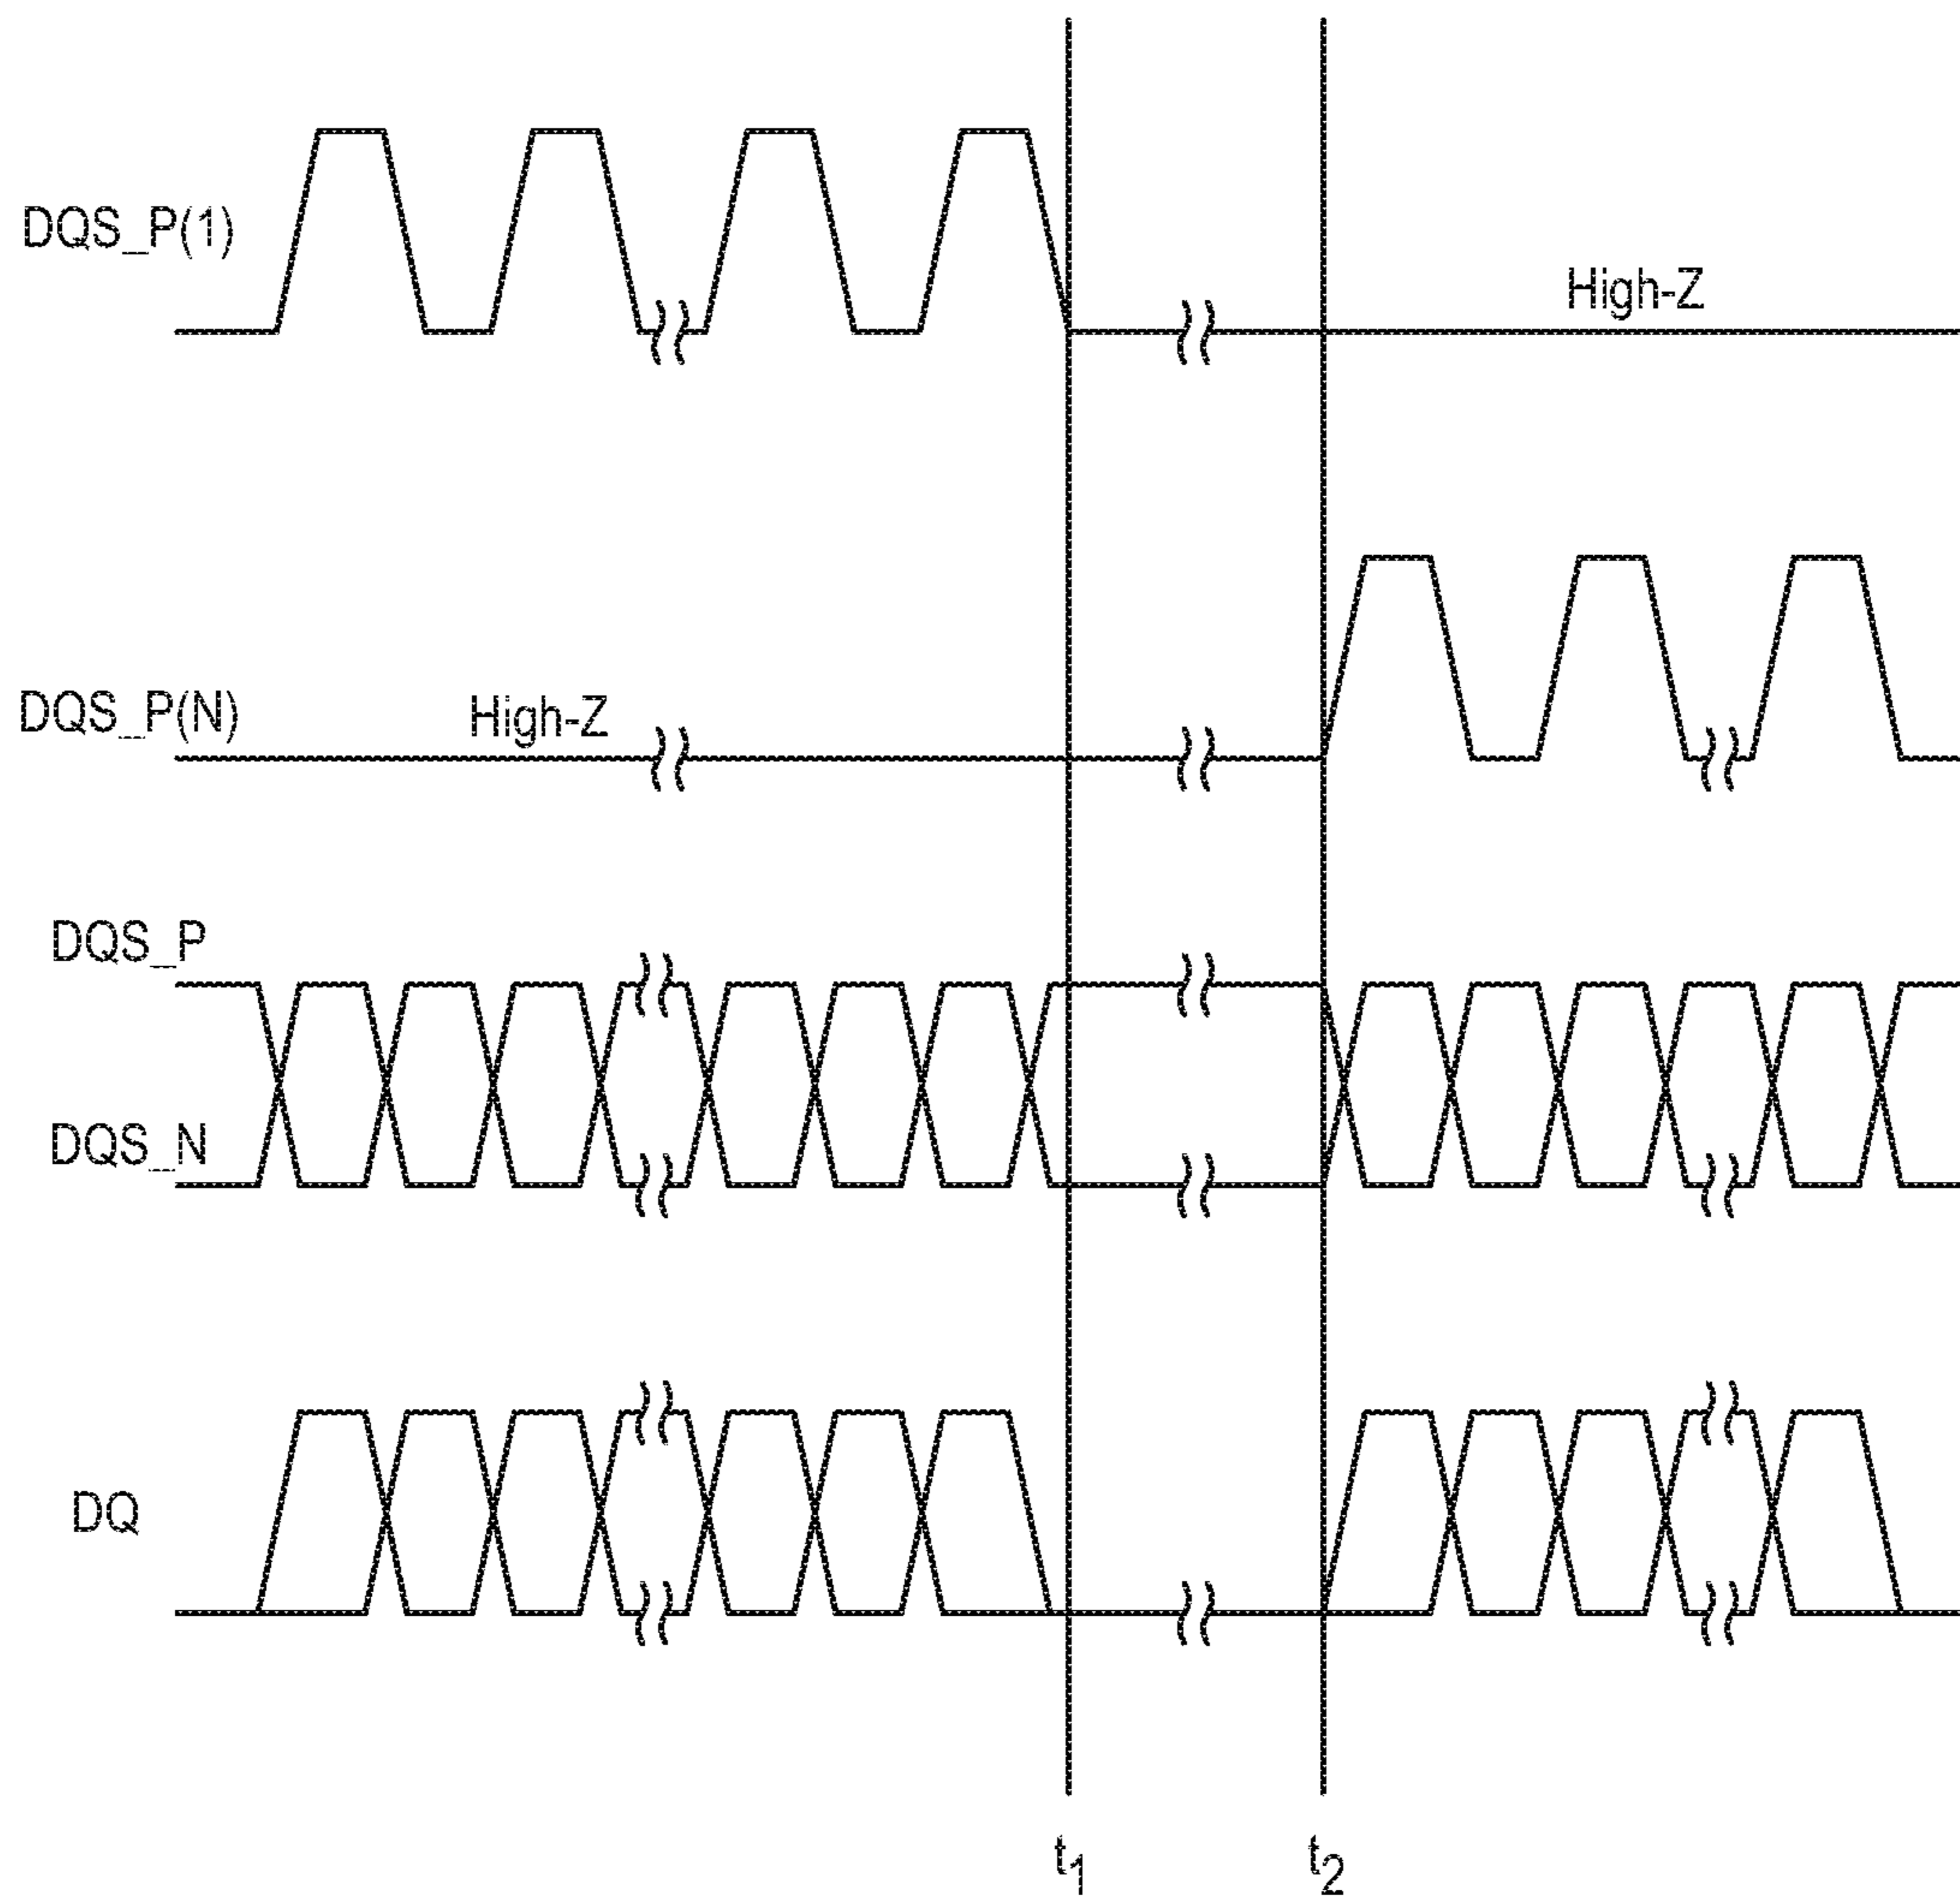 DQS_P(1)
High-Z
DQS_P(N)
High-Z
DQS_P
DQS_N
DQ
t1
t2